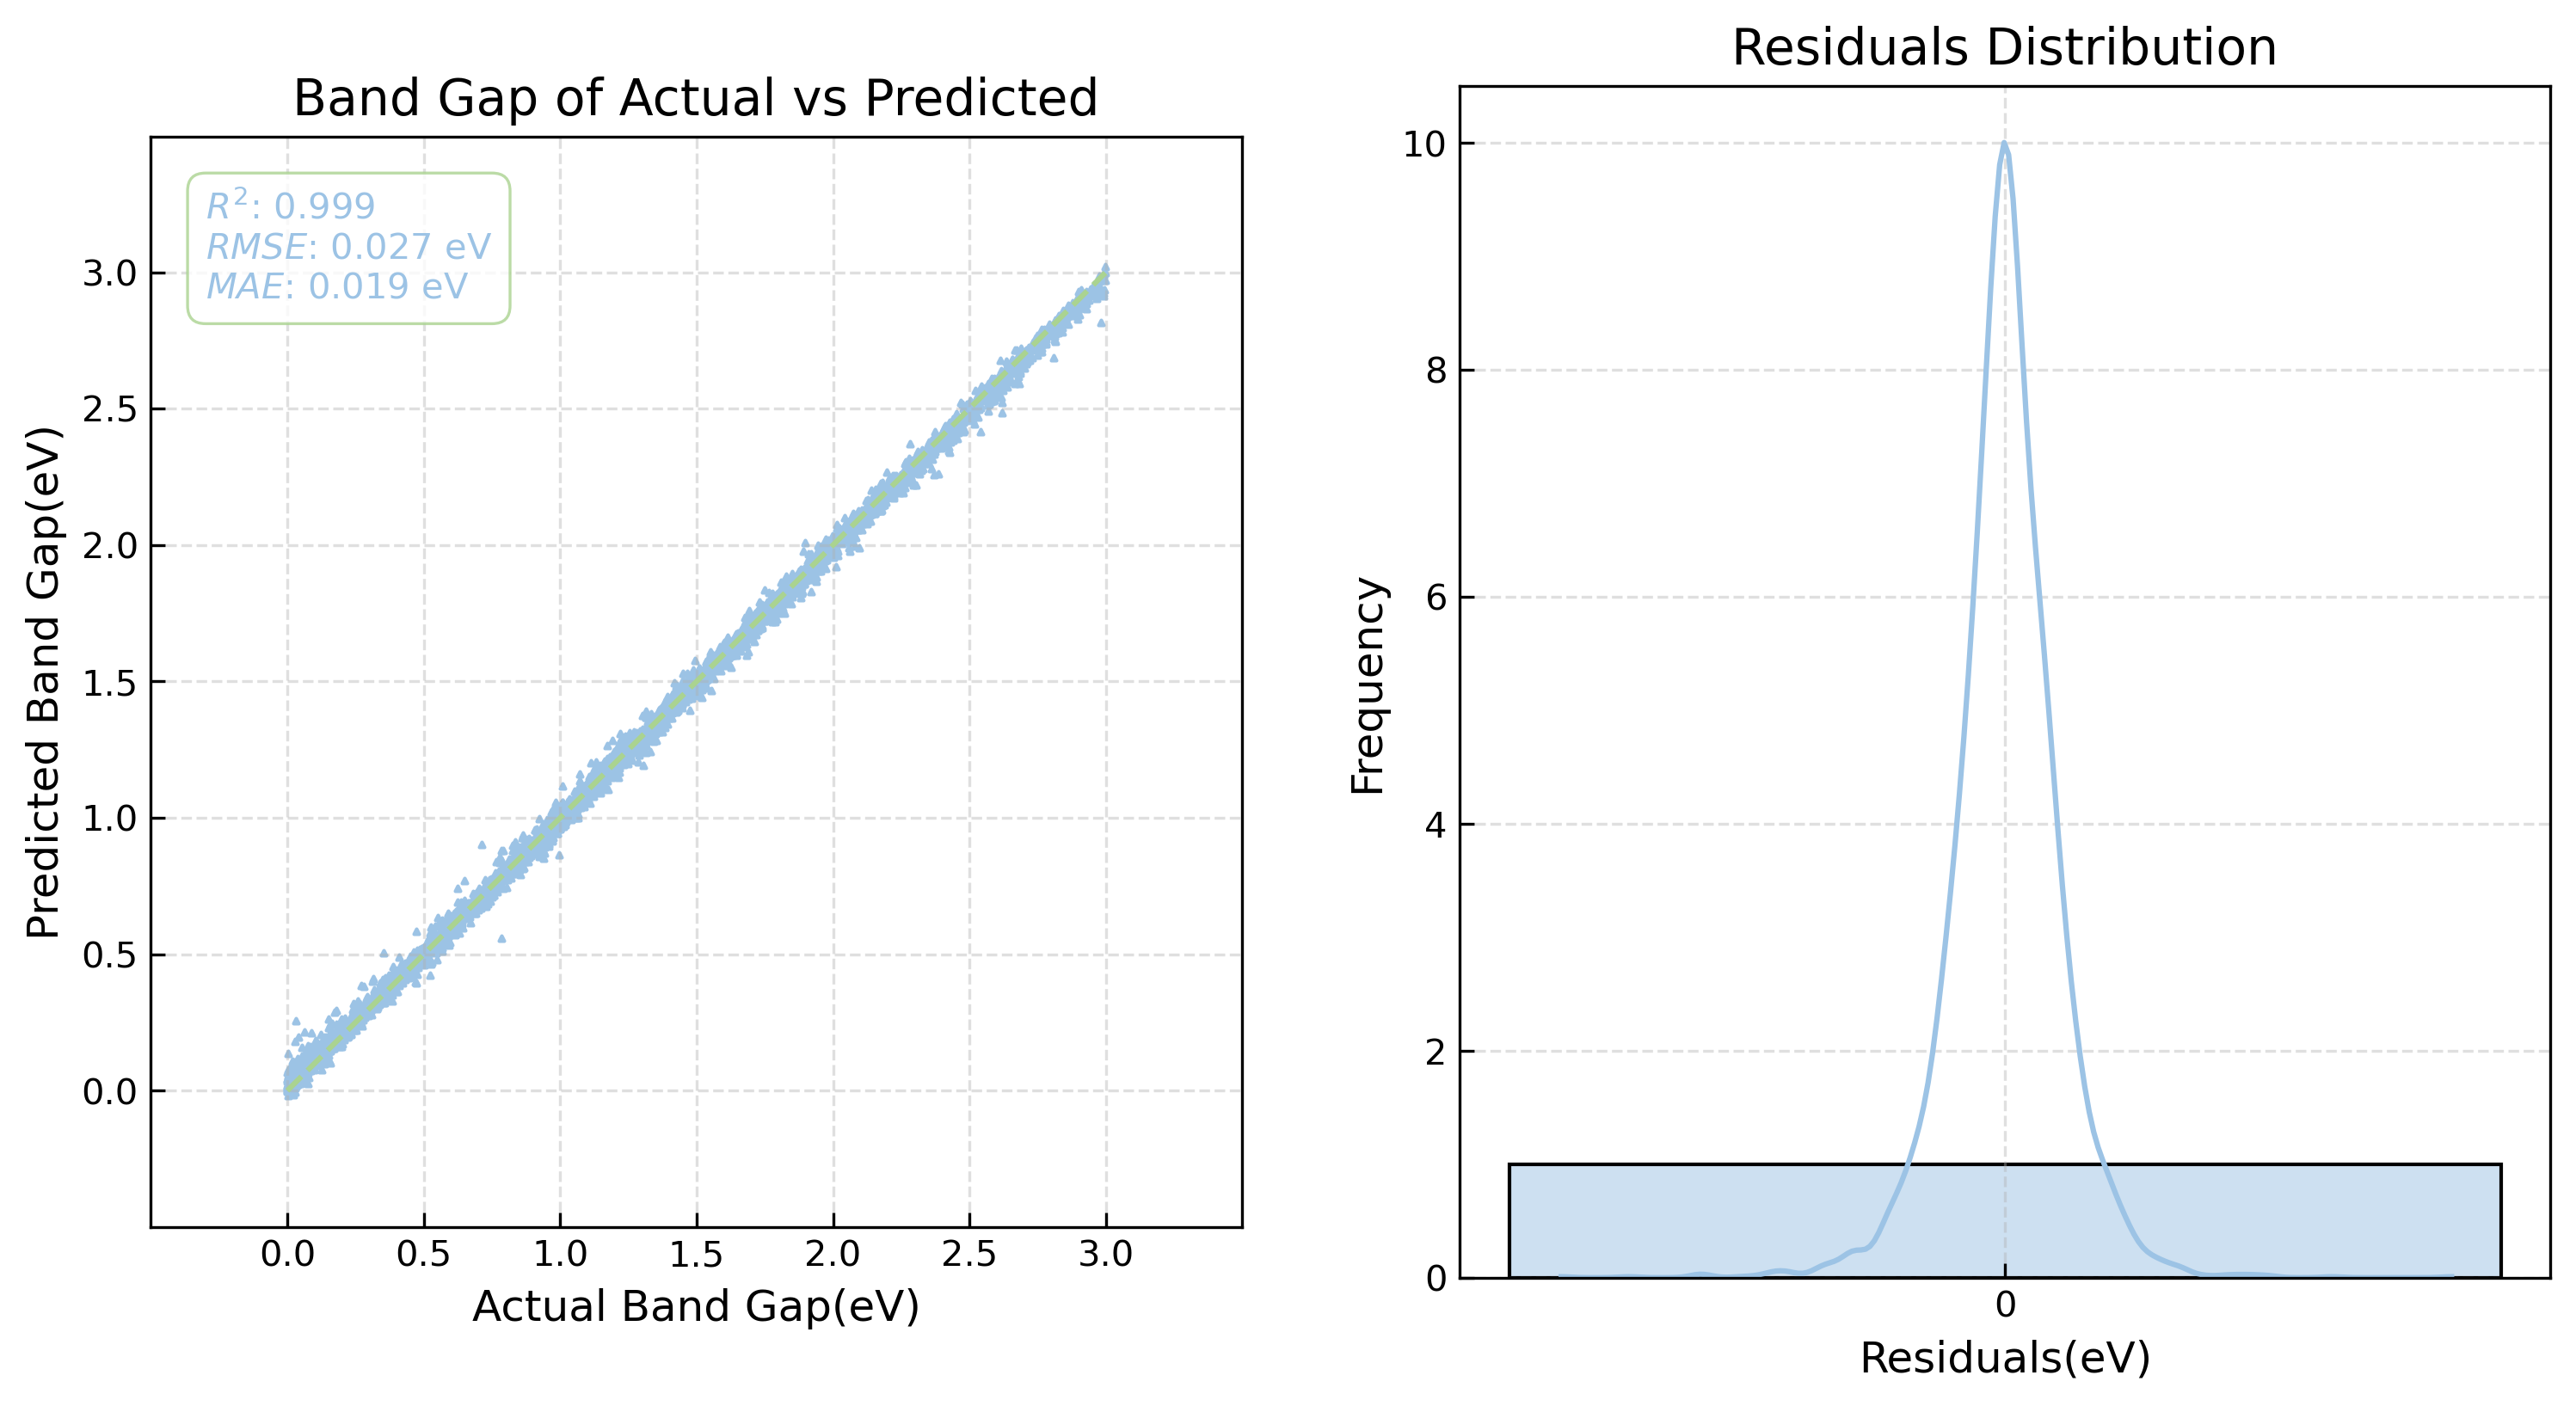 Band Gap of Actual vs Predicted
R²: 0.999
RMSE: 0.027 eV
MAE: 0.019 eV
Predicted Band Gap(eV)
3.0
2.5
2.0
1.5
1.0
0.5
0.0
0.0 0.5 1.0 1.5 2.0 2.5 3.0
Actual Band Gap(eV)
Residuals Distribution
Frequency
10
8
6
4
2
0
0
Residuals(eV)